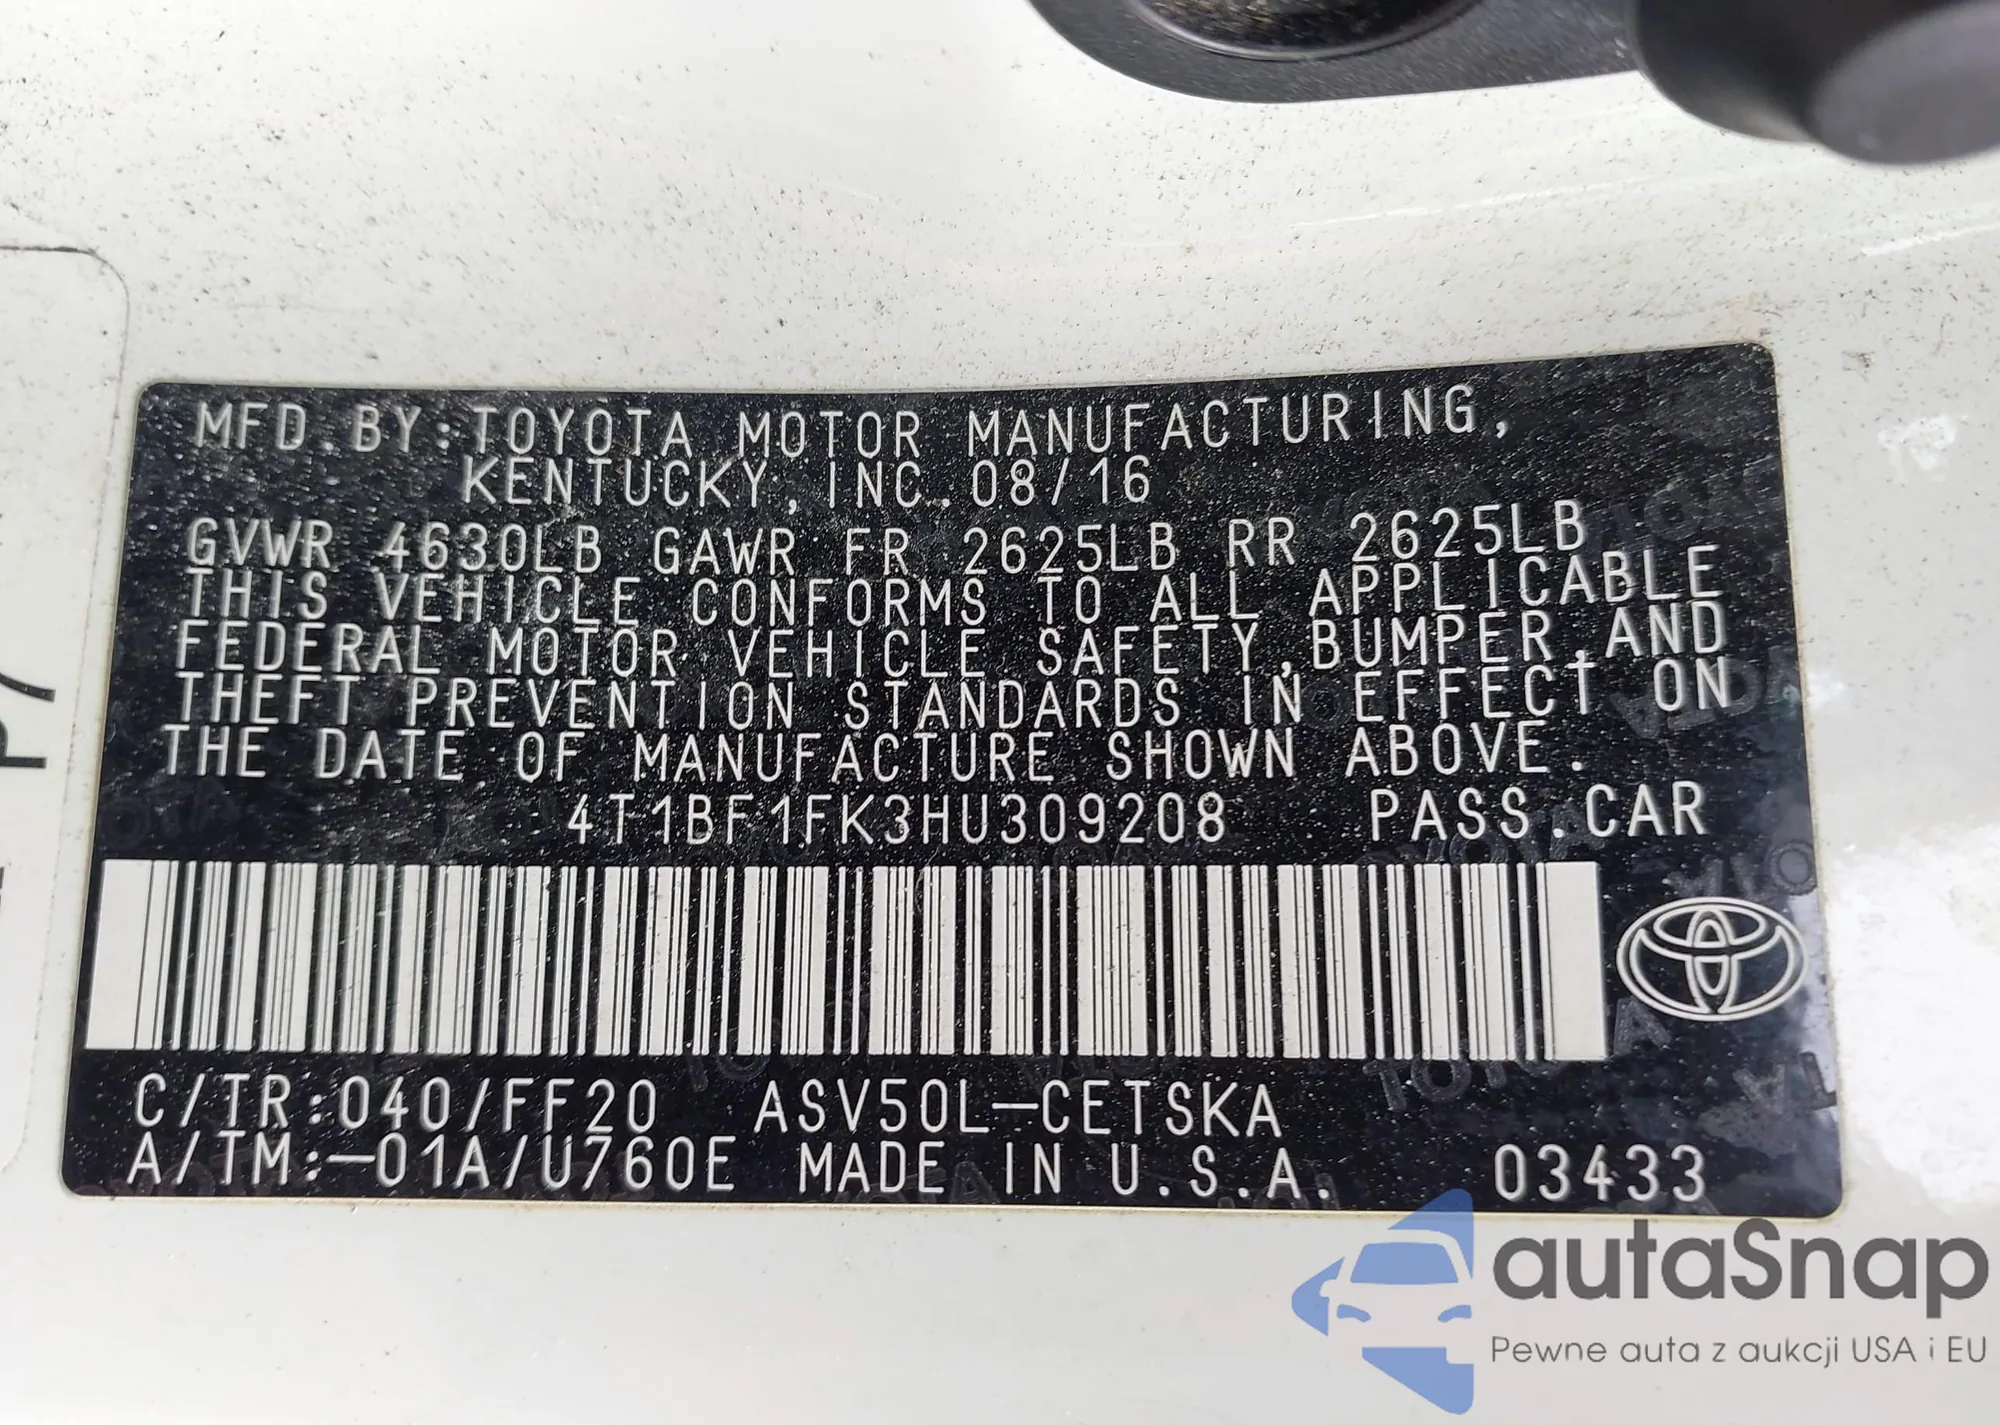 MFD.BY:TOYOTA MOTOR MANUFACTURING,
KENTUCKY, INC. 08/16
GVWR 4630LB GAWR FR 2625LB RR 2625LB
THIS VEHICLE CONFORMS TO ALL APPLICABLE
FEDERAL MOTOR VEHICLE SAFETY,BUMPER,AND
THEFT PREVENTION STANDARDS IN EFFECT ON
THE DATE OF MANUFACTURE SHOWN ABOVE.
4T1BF1FK3HU309208 PASS.CAR
C/TR:040/FF20 ASV50L-CETSKA
A/TM:-01A/U760E MADE IN U.S.A. 03433
autaSnap
Pewne auta z aukcji USA i EU